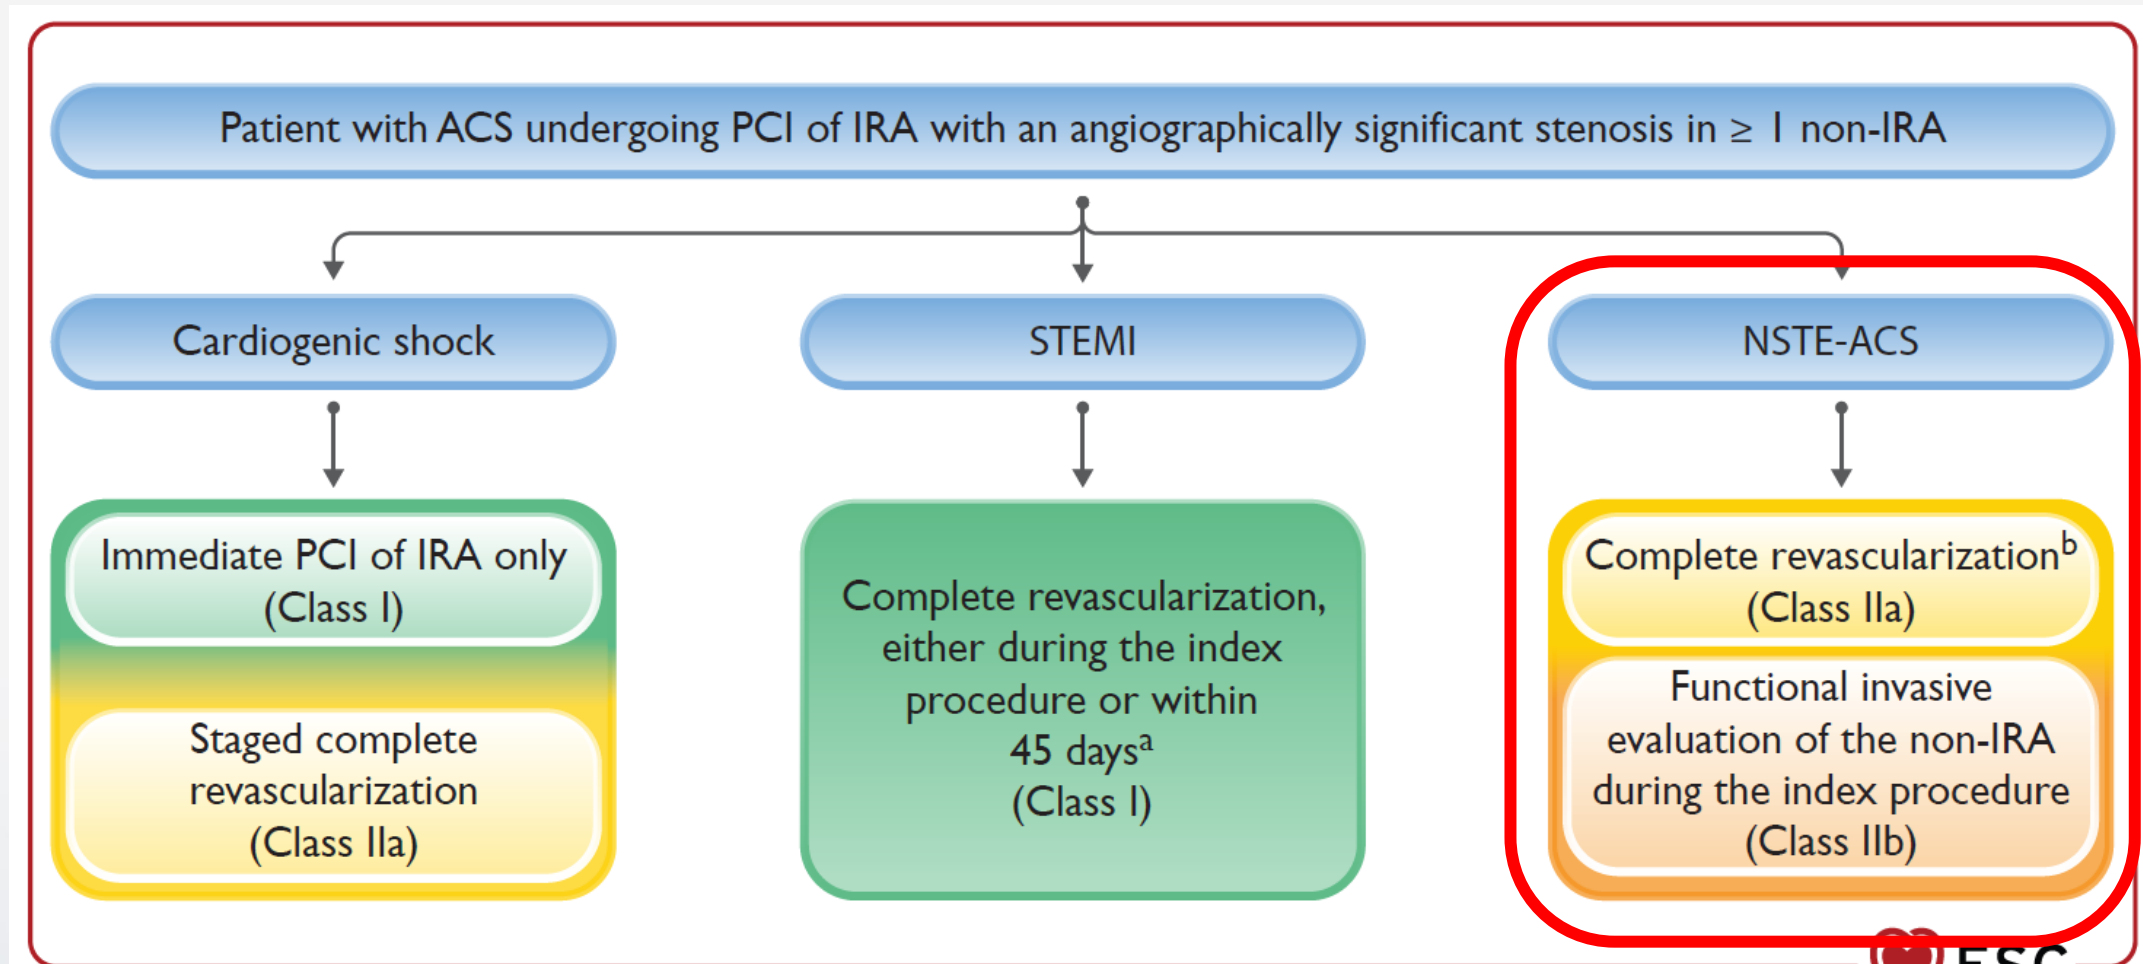 Patient with ACS undergoing PCI of IRA with an angiographically significant stenosis in ≥ 1 non-IRA
Cardiogenic shock
STEMI
NSTE-ACS
Immediate PCI of IRA only
(Class I)
Staged complete
revascularization
(Class IIa)
Complete revascularization,
either during the index
procedure or within
45 daysᵃ
(Class I)
Complete revascularizationᵇ
(Class IIa)
Functional invasive
evaluation of the non-IRA
during the index procedure
(Class IIb)
ESC